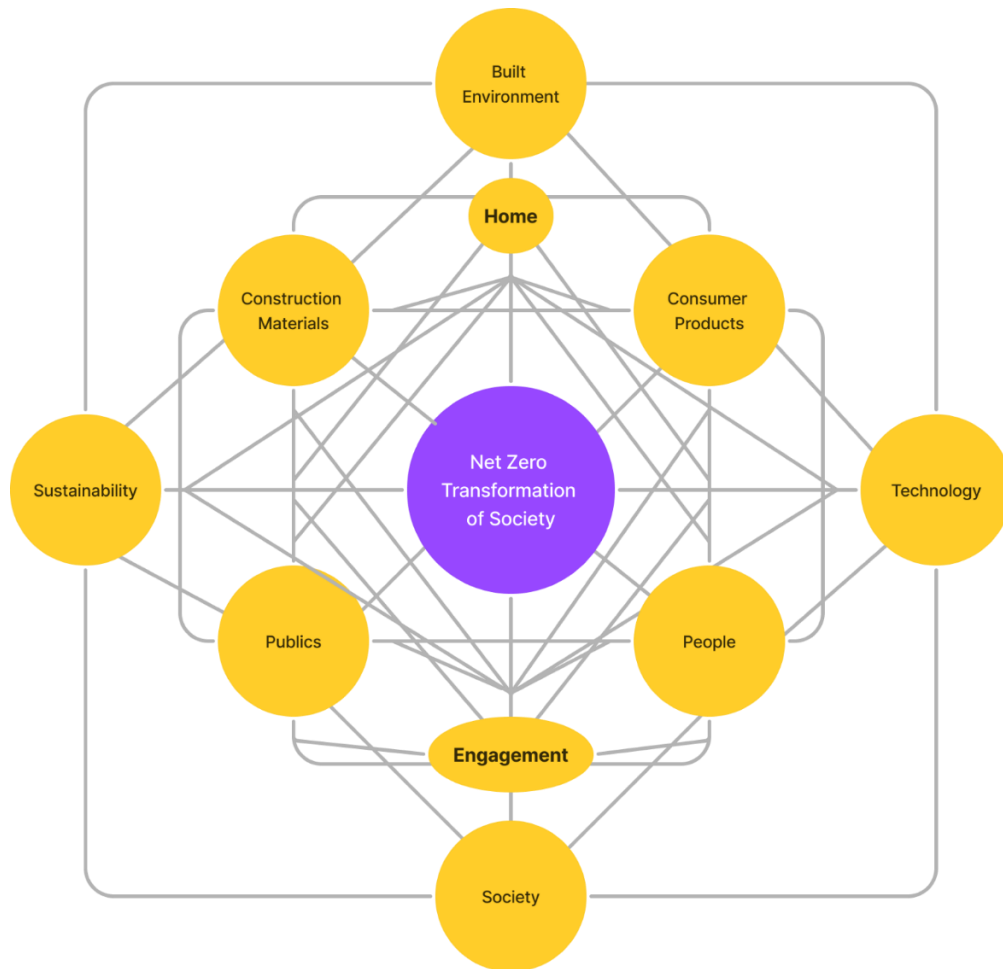 Built
Environment
Home
Construction
Materials
Consumer
Products
Net Zero
Transformation
of Society
Sustainability
Technology
Publics
People
Engagement
Society